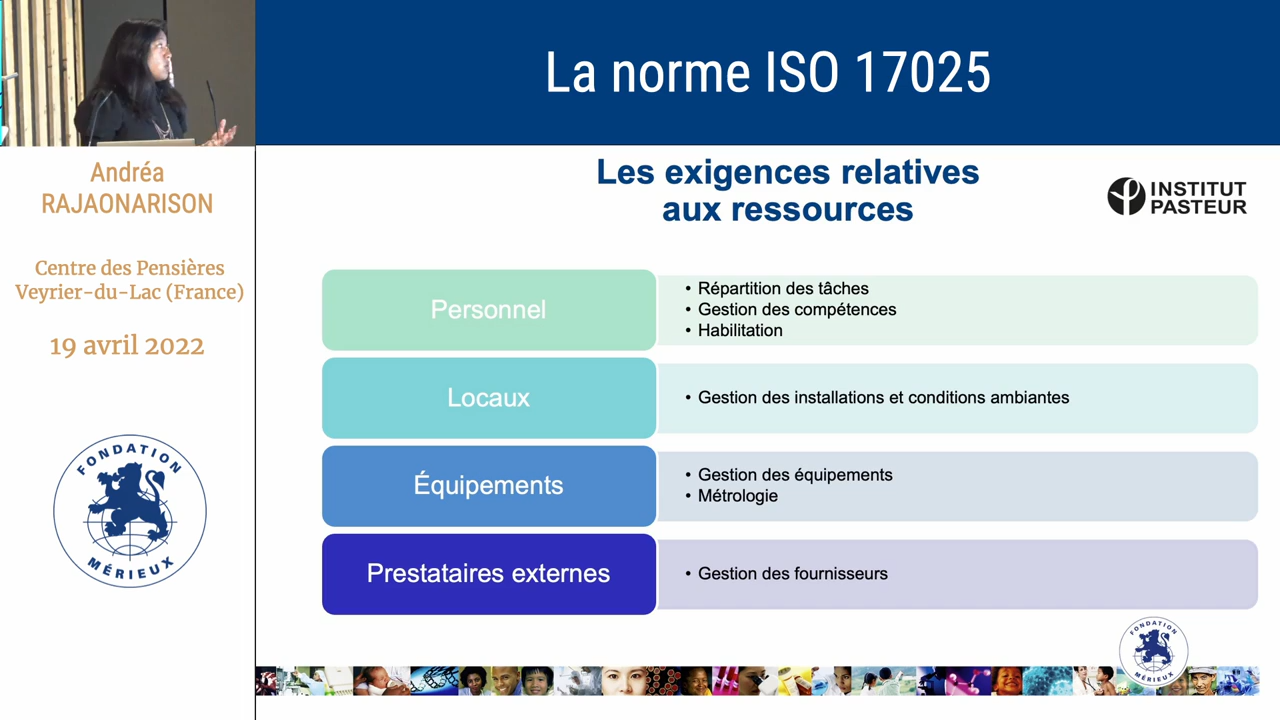 La norme ISO 17025
Andréa
RAJAONARISON
Centre des Pensières
Veyrier-du-Lac (France)
19 avril 2022
FONDATION
MÉRIEUX
Les exigences relatives
aux ressources
INSTITUT
PASTEUR
Personnel
• Répartition des tâches
• Gestion des compétences
• Habilitation
Locaux
• Gestion des installations et conditions ambiantes
Équipements
• Gestion des équipements
• Métrologie
Prestataires externes
• Gestion des fournisseurs
FONDATION
MÉRIEUX